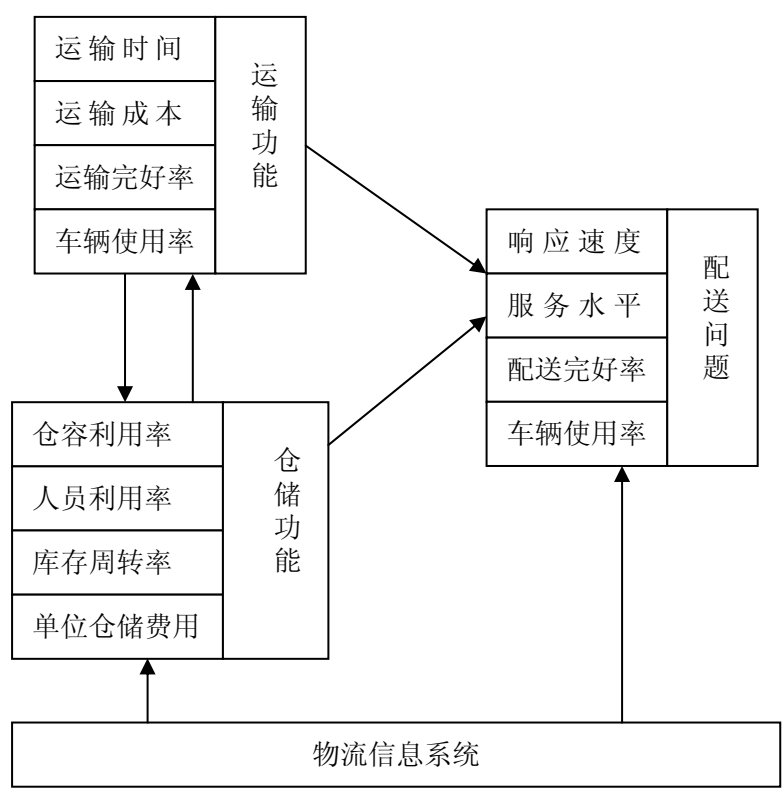 运输时间
运输成本
运输完好率
车辆使用率
运输功能
响应速度
服务水平
配送完好率
车辆使用率
配送问题
仓容利用率
人员利用率
库存周转率
单位仓储费用
仓储功能
物流信息系统